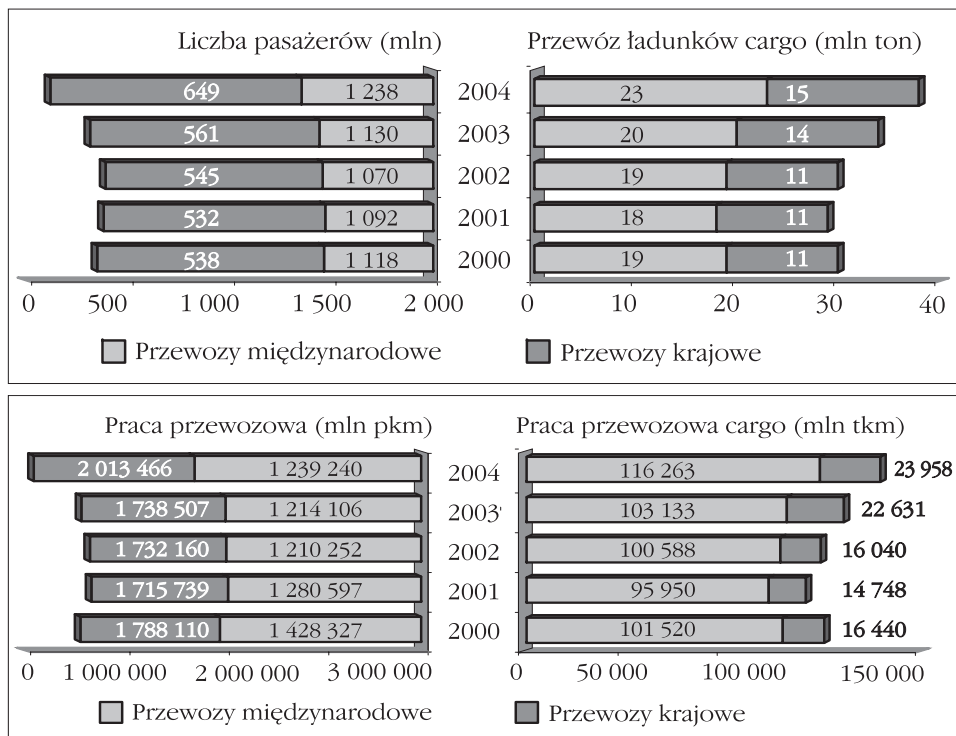 Liczba pasażerów (mln) Przewóz ładunków cargo (mln ton)
649 1 238 2004 23 15
561 1 130 2003 20 14
545 1 070 2002 19 11
532 1 092 2001 18 11
538 1 118 2000 19 11
0 500 1 000 1 500 2 000 0 10 20 30 40
Przewozy międzynarodowe Przewozy krajowe
Praca przewozowa (mln pkm) Praca przewozowa cargo (mln tkm)
2 013 466 1 239 240 2004 116 263 23 958
1 738 507 1 214 106 2003' 103 133 22 631
1 732 160 1 210 252 2002 100 588 16 040
1 715 739 1 280 597 2001 95 950 14 748
1 788 110 1 428 327 2000 101 520 16 440
0 1 000 000 2 000 000 3 000 000 0 50 000 100 000 150 000
Przewozy międzynarodowe Przewozy krajowe